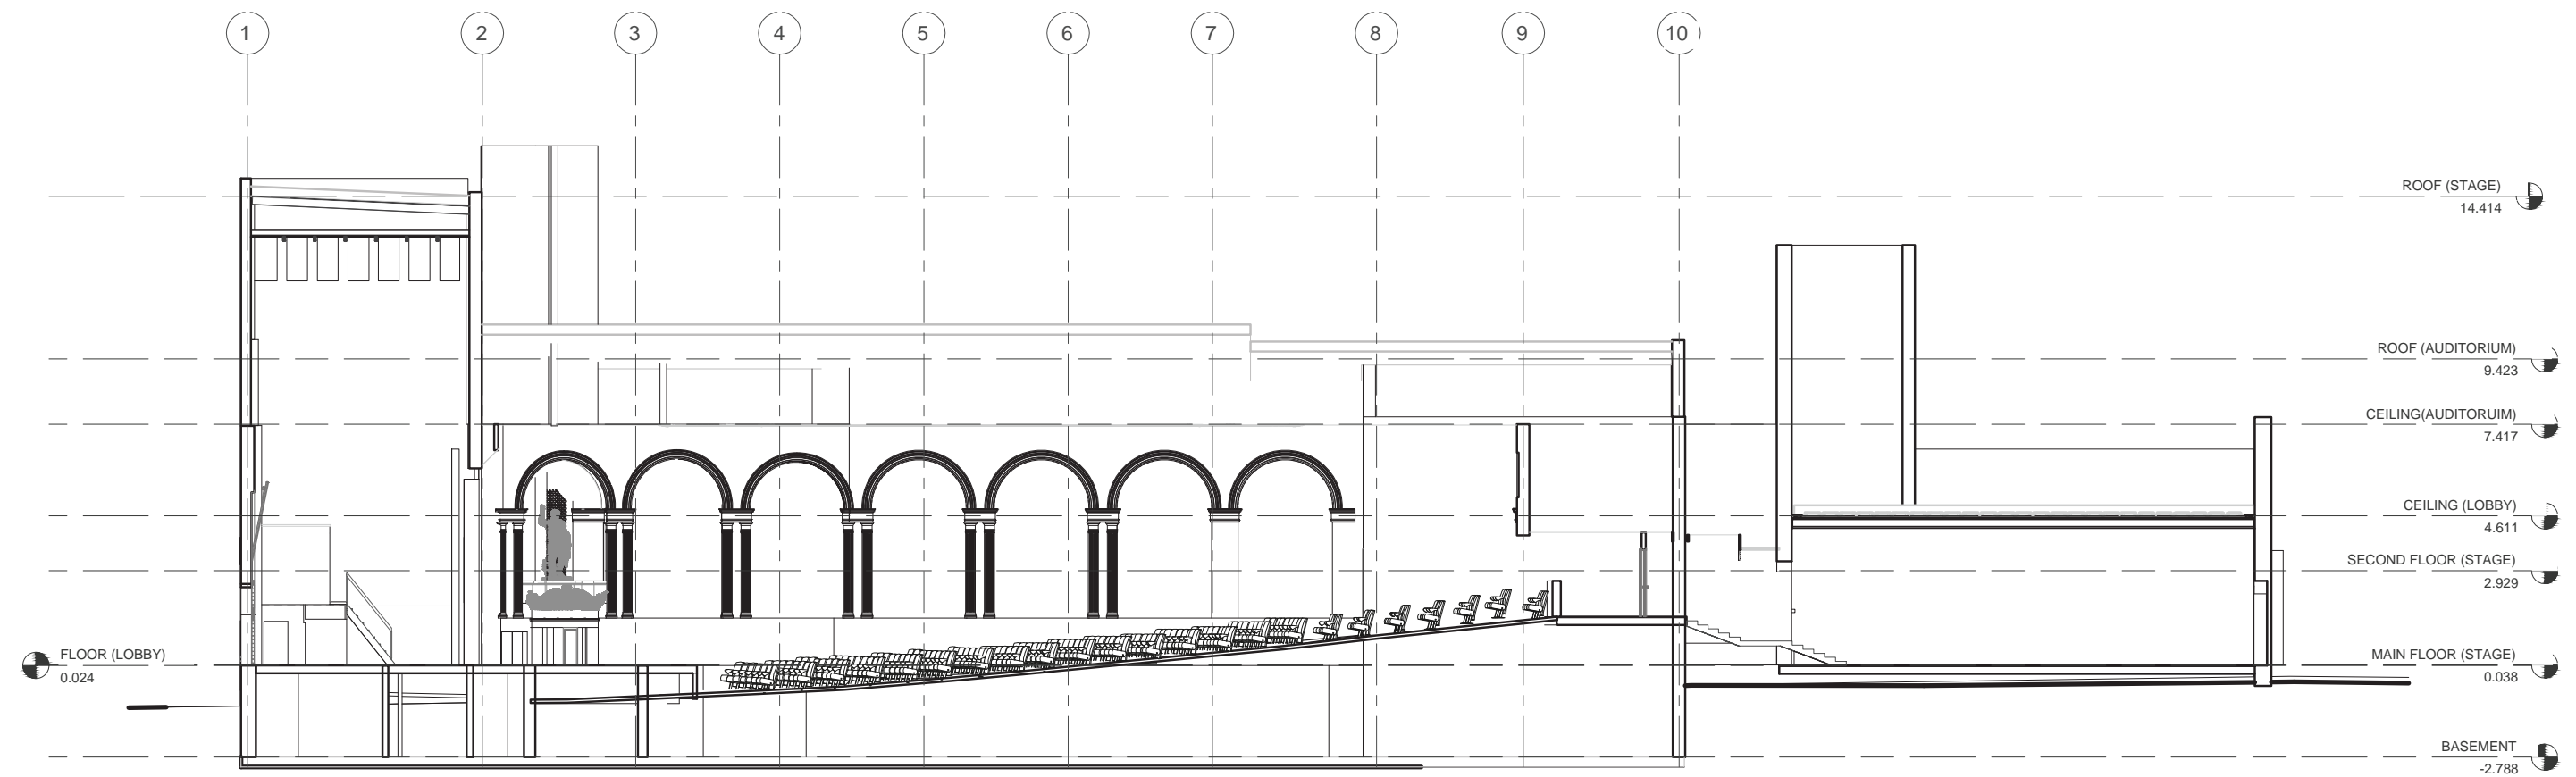 1 2 3 4 5 6 7 8 9 10
ROOF (STAGE)
14.414
ROOF (AUDITORIUM)
9.423
CEILING(AUDITORUIM)
7.417
CEILING (LOBBY)
4.611
SECOND FLOOR (STAGE)
2.929
FLOOR (LOBBY)
0.024
MAIN FLOOR (STAGE)
0.038
BASEMENT
-2.788